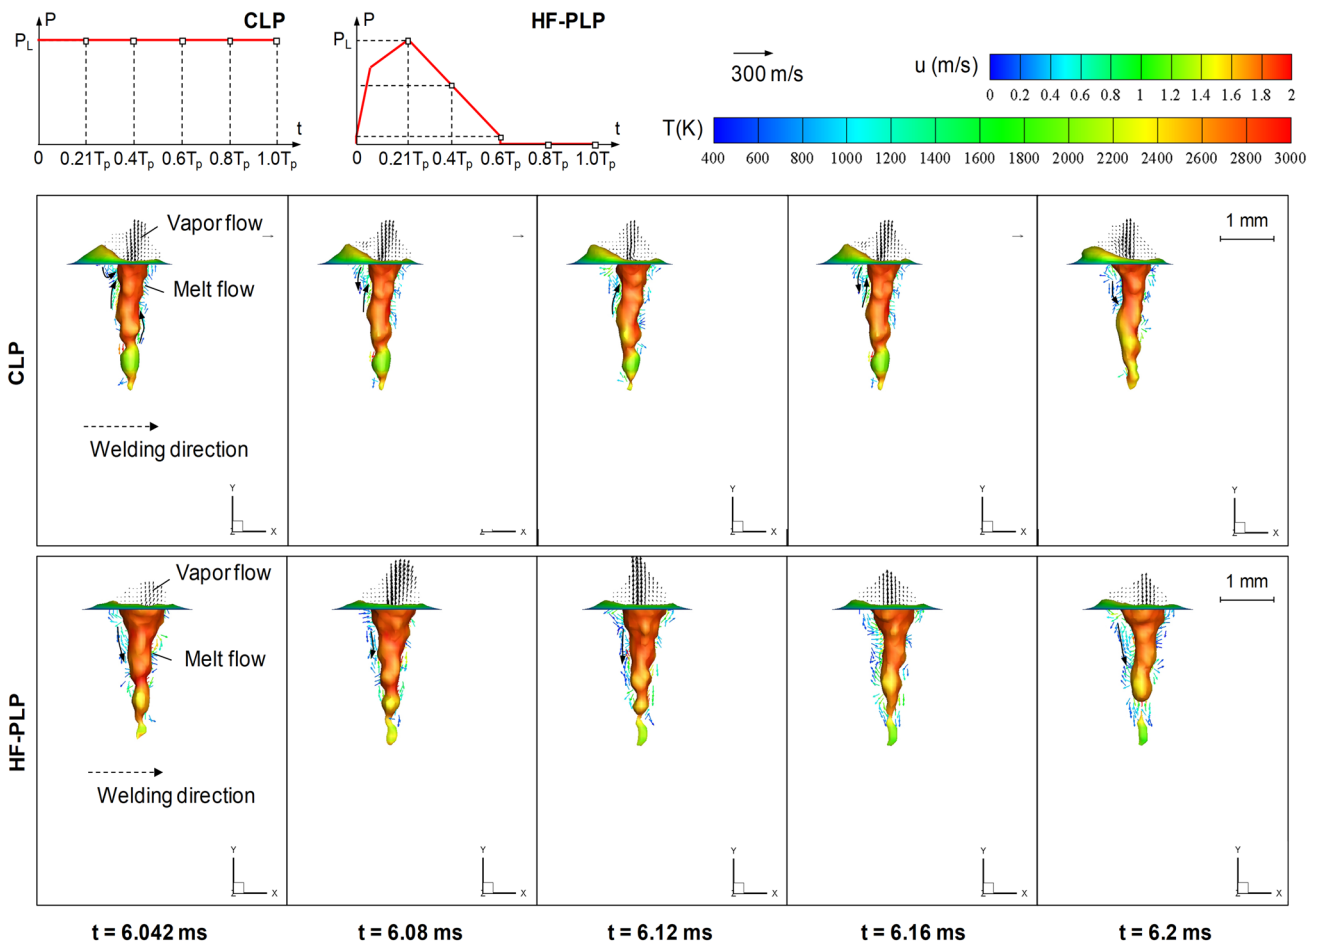 P
CLP
P_L
t
0 0.21T_p 0.4T_p 0.6T_p 0.8T_p 1.0T_p
P
HF-PLP
P_L
t
0 0.21T_p 0.4T_p 0.6T_p 0.8T_p 1.0T_p
300 m/s
u (m/s)
0 0.2 0.4 0.6 0.8 1 1.2 1.4 1.6 1.8 2
T(K)
400 600 800 1000 1200 1400 1600 1800 2000 2200 2400 2600 2800 3000
CLP
Vapor flow
Melt flow
1 mm
Welding direction
Y Z X
X
Y Z X
Y Z X
Y Z X
HF-PLP
Vapor flow
Melt flow
1 mm
Welding direction
Y Z X
Y Z X
Y Z X
Y Z X
Y Z X
t = 6.042 ms t = 6.08 ms t = 6.12 ms t = 6.16 ms t = 6.2 ms